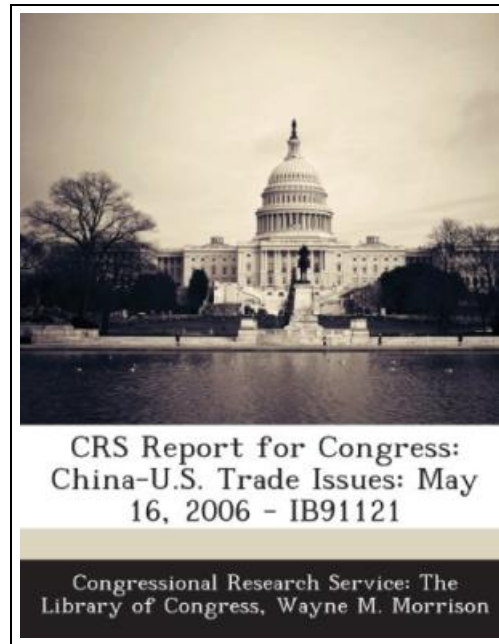 CRS Report for Congress:
China-U.S. Trade Issues: May
16, 2006 - IB91121
Congressional Research Service: The
Library of Congress, Wayne M. Morrison